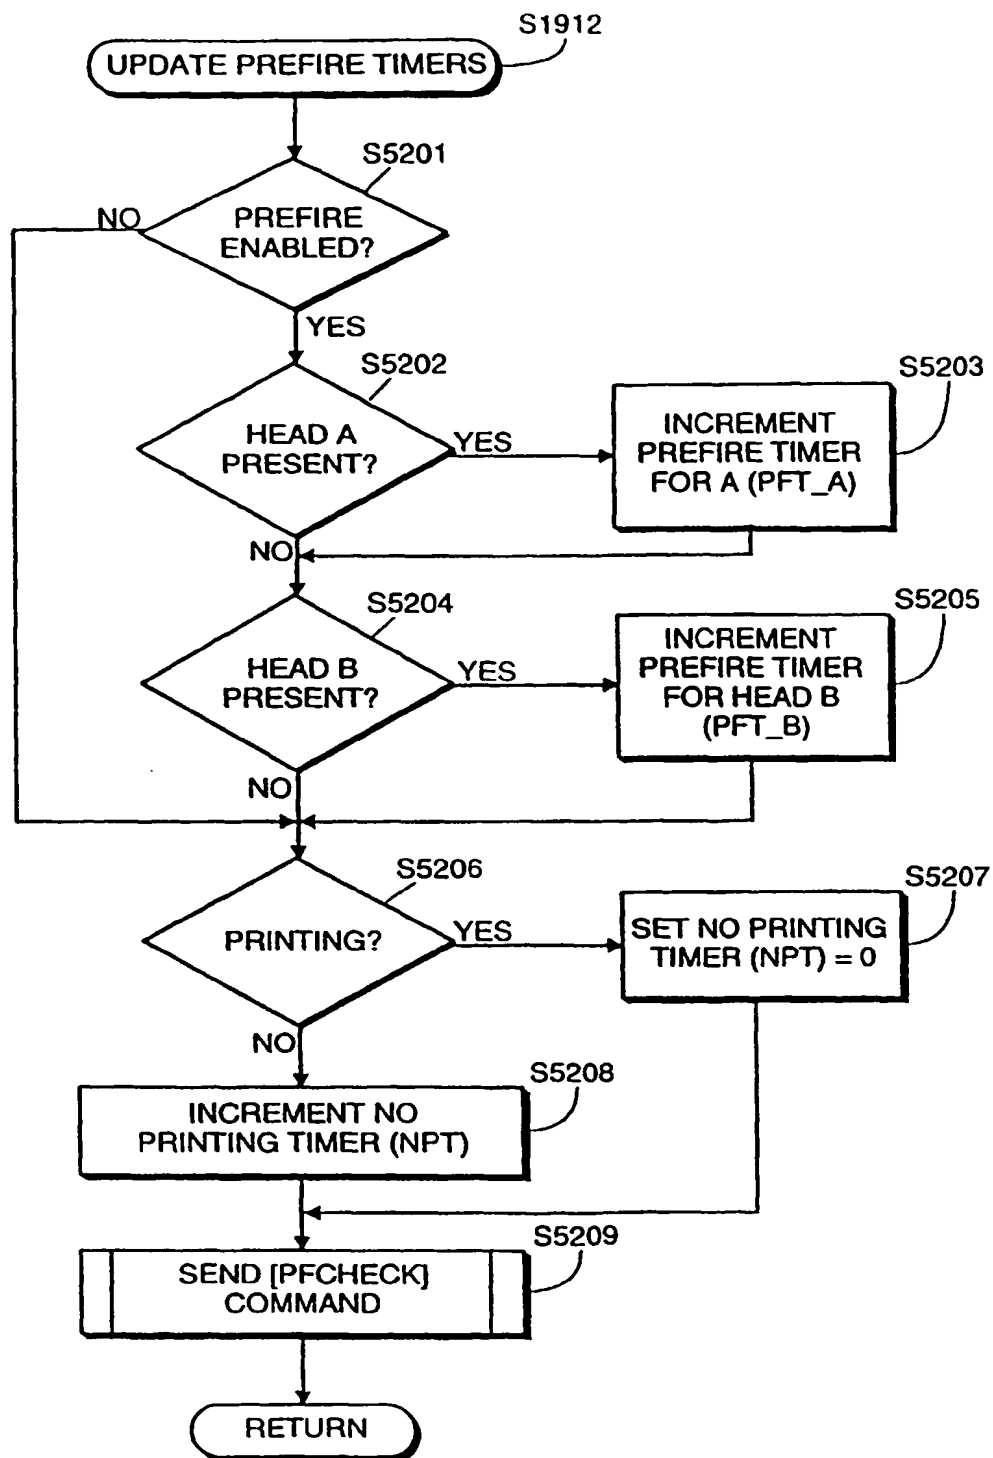 S1912
UPDATE PREFIRE TIMERS
S5201
NO
PREFIRE
ENABLED?
YES
S5202
S5203
HEAD A
PRESENT?
YES
INCREMENT
PREFIRE TIMER
FOR A (PFT_A)
NO
S5204
S5205
HEAD B
PRESENT?
YES
INCREMENT
PREFIRE TIMER
FOR HEAD B
(PFT_B)
NO
S5206
S5207
PRINTING?
YES
SET NO PRINTING
TIMER (NPT) = 0
NO
S5208
INCREMENT NO
PRINTING TIMER (NPT)
S5209
SEND [PFCHECK]
COMMAND
RETURN